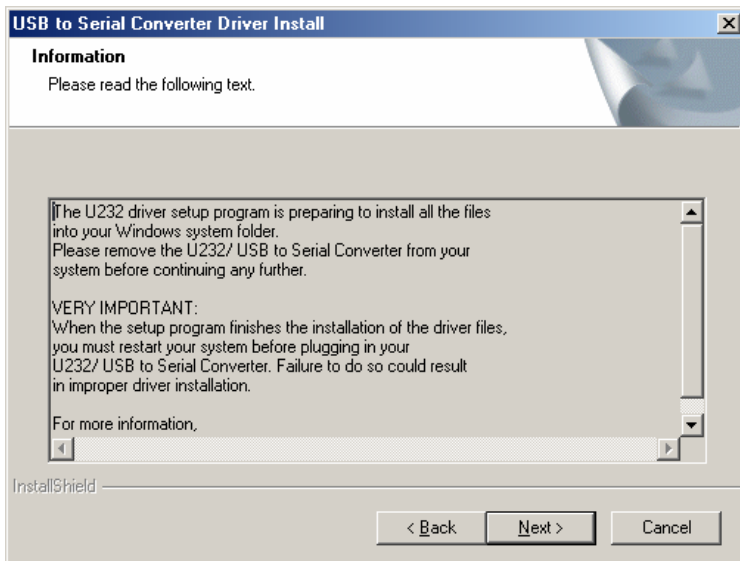 USB to Serial Converter Driver Install
Information
Please read the following text.
The U232 driver setup program is preparing to install all the files
into your Windows system folder.
Please remove the U232/ USB to Serial Converter from your
system before continuing any further.
VERY IMPORTANT:
When the setup program finishes the installation of the driver files,
you must restart your system before plugging in your
U232/ USB to Serial Converter. Failure to do so could result
in improper driver installation.
For more information,
InstallShield
< Back
Next >
Cancel